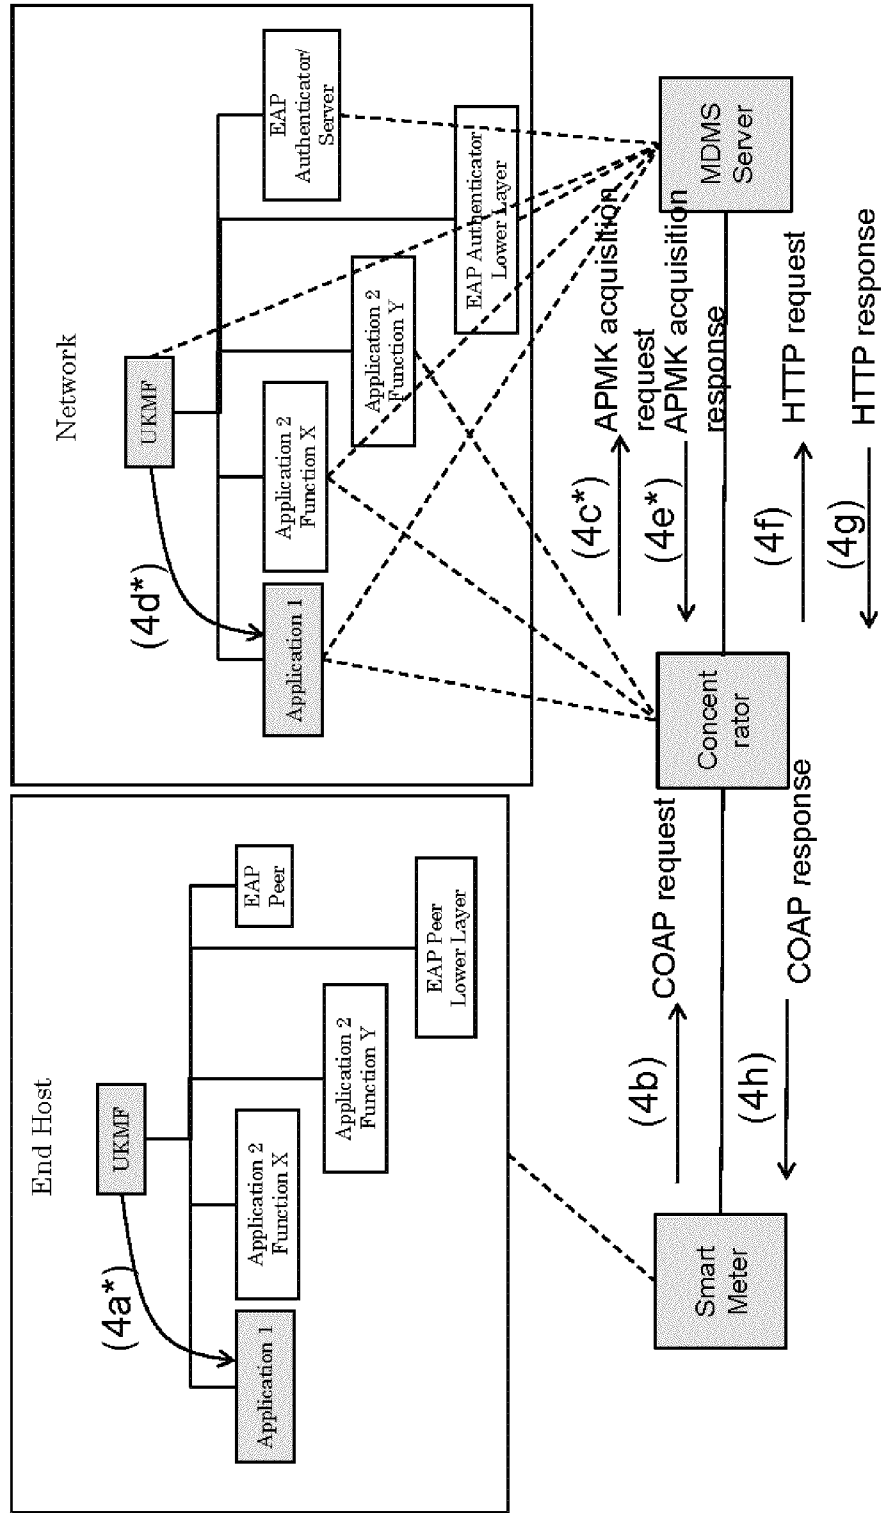 End Host
(4a*)
UKMF
Application 1
Application 2
Function X
Application 2
Function Y
EAP
Peer
EAP Peer
Lower Layer
Network
(4d*)
UKMF
Application 1
Application 2
Function X
Application 2
Function Y
EAP
Authenticator/
Server
EAP Authenticator
Lower Layer
(4b)
COAP request
(4h)
COAP response
(4c*)
APMK acquisition
request
(4e*)
APMK acquisition
response
(4f)
HTTP request
(4g)
HTTP response
Smart
Meter
Concent
rator
MDMS
Server